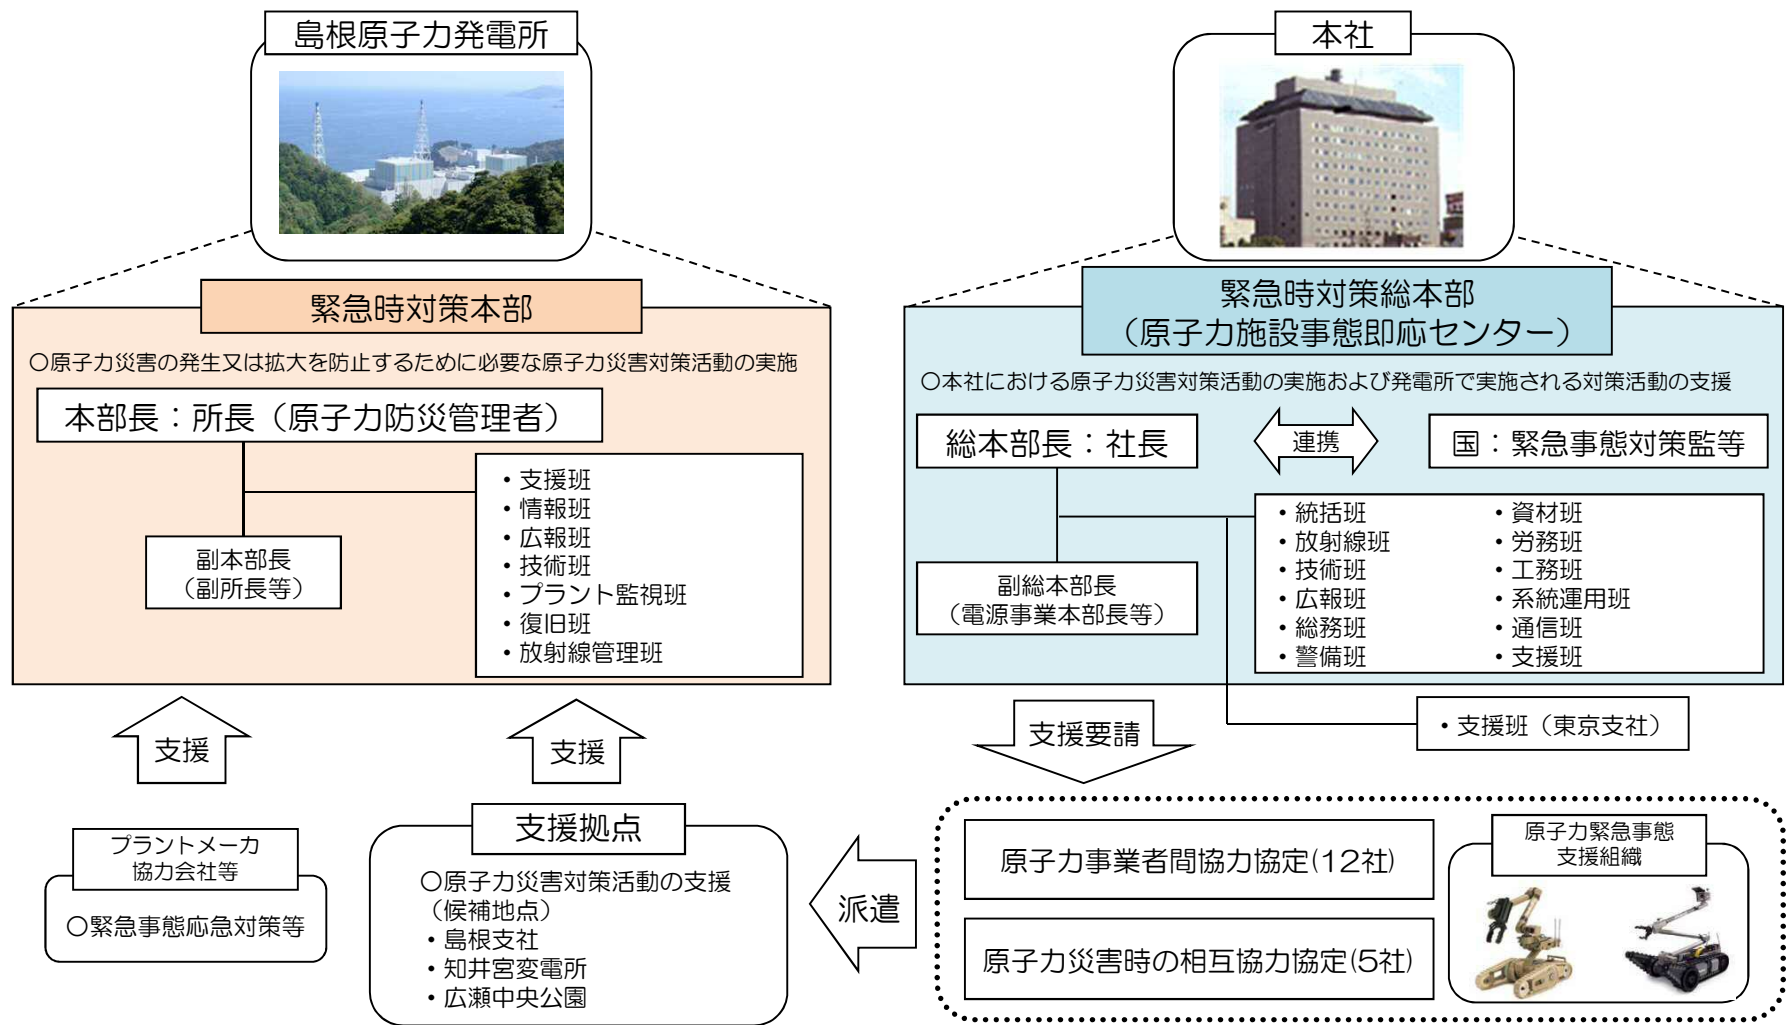 島根原子力発電所
緊急時対策本部
○原子力災害の発生又は拡大を防止するために必要な原子力災害対策活動の実施
本部長：所長（原子力防災管理者）
・支援班
・情報班
・広報班
・技術班
・プラント監視班
・復旧班
・放射線管理班
副本部長
（副所長等）
支援
支援
プラントメーカ
協力会社等
○緊急事態応急対策等
支援拠点
○原子力災害対策活動の支援
（候補地点）
・島根支社
・知井宮変電所
・広瀬中央公園
本社
緊急時対策総本部
（原子力施設事態即応センター）
○本社における原子力災害対策活動の実施および発電所で実施される対策活動の支援
総本部長：社長
連携
国：緊急事態対策監等
・統括班
・放射線班
・技術班
・広報班
・総務班
・警備班
・資材班
・労務班
・工務班
・系統運用班
・通信班
・支援班
副総本部長
（電源事業本部長等）
・支援班（東京支社）
支援要請
派遣
原子力事業者間協力協定(12社)
原子力災害時の相互協力協定(5社)
原子力緊急事態
支援組織